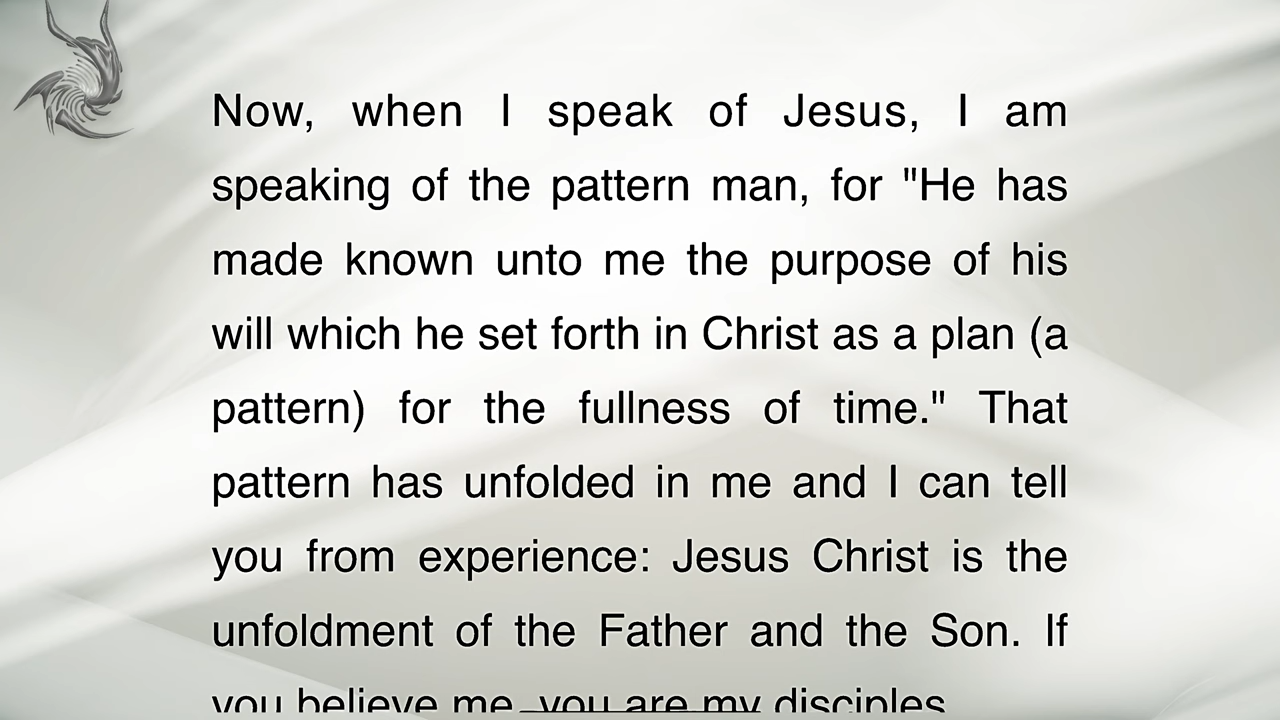 Now, when I speak of Jesus, I am
speaking of the pattern man, for "He has
made known unto me the purpose of his
will which he set forth in Christ as a plan (a
pattern) for the fullness of time." That
pattern has unfolded in me and I can tell
you from experience: Jesus Christ is the
unfoldment of the Father and the Son. If
you believe me, you are my disciples